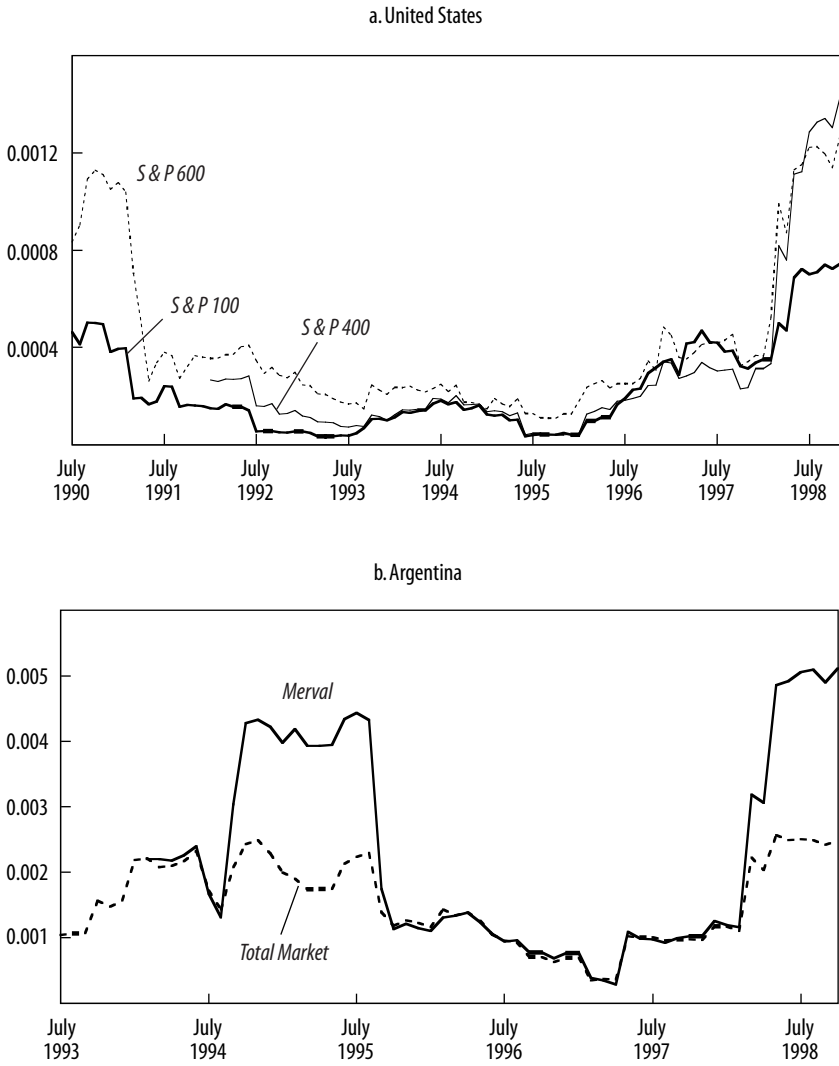 a. United States
0.0012
0.0008
0.0004
S & P 600
S & P 100
S & P 400
July July July July July July July July July
1990 1991 1992 1993 1994 1995 1996 1997 1998
b. Argentina
0.005
0.004
0.003
0.002
0.001
Merval
Total Market
July July July July July July
1993 1994 1995 1996 1997 1998